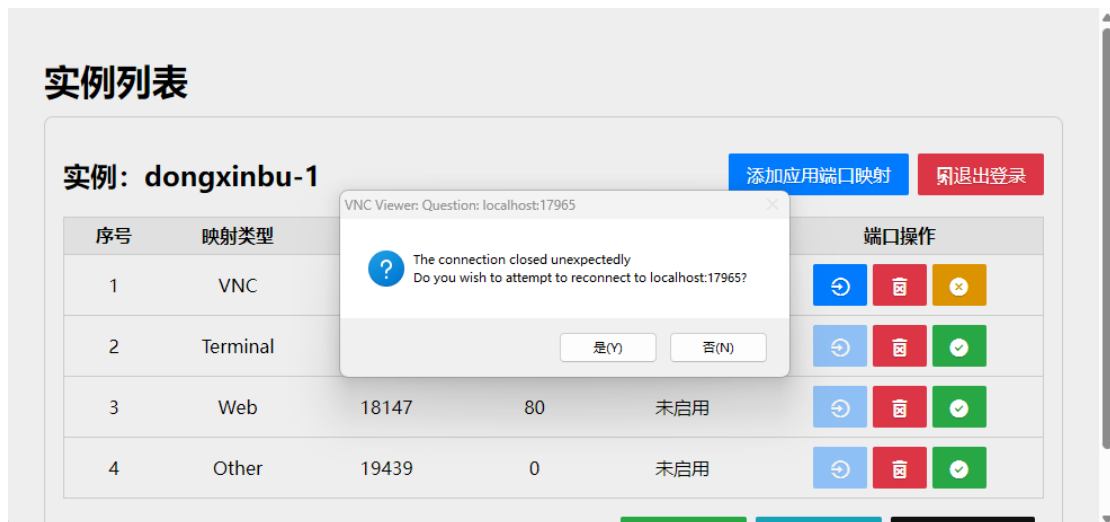 实例列表
实例：dongxinbu-1
添加应用端口映射
退出登录
VNC Viewer: Question: localhost:17965
The connection closed unexpectedly
Do you wish to attempt to reconnect to localhost:17965?
是(Y)
否(N)
序号 映射类型 端口操作
1 VNC
2 Terminal
3 Web 18147 80 未启用
4 Other 19439 0 未启用